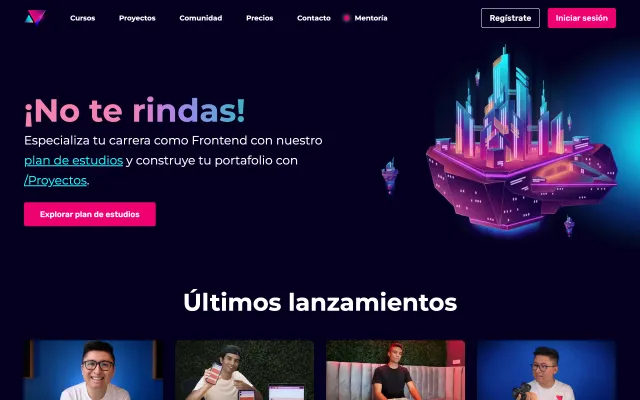 Cursos Proyectos Comunidad Precios Contacto Mentoría Regístrate Iniciar sesión
¡No te rindas!
Especializa tu carrera como Frontend con nuestro
plan de estudios y construye tu portafolio con
/Proyectos.
Explorar plan de estudios
Últimos lanzamientos